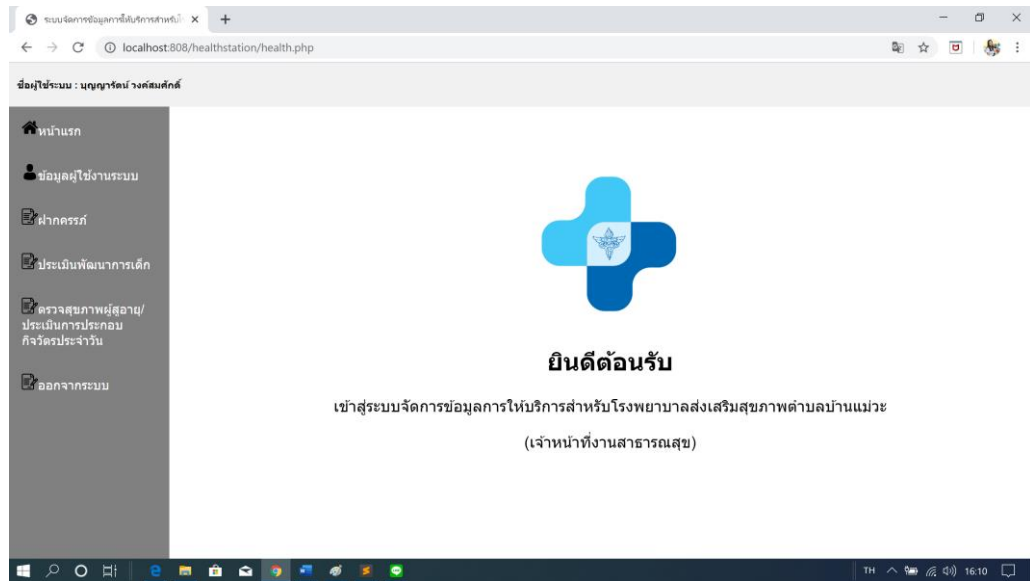 ระบบจัดการข้อมูลการให้บริการสำหรับโ
localhost:808/healthstation/health.php
ชื่อผู้ใช้ระบบ : บุญญารัตน์ วงค์สมศักดิ์
หน้าแรก
ข้อมูลผู้ใช้งานระบบ
ฝากครรภ์
ประเมินพัฒนาการเด็ก
ตรวจสุขภาพผู้สูอายุ/
ประเมินการประกอบ
กิจวัตรประจำวัน
ออกจากระบบ
ยินดีต้อนรับ
เข้าสู่ระบบจัดการข้อมูลการให้บริการสำหรับโรงพยาบาลส่งเสริมสุขภาพตำบลบ้านแม่วะ
(เจ้าหน้าที่งานสาธารณสุข)
TH 16:10